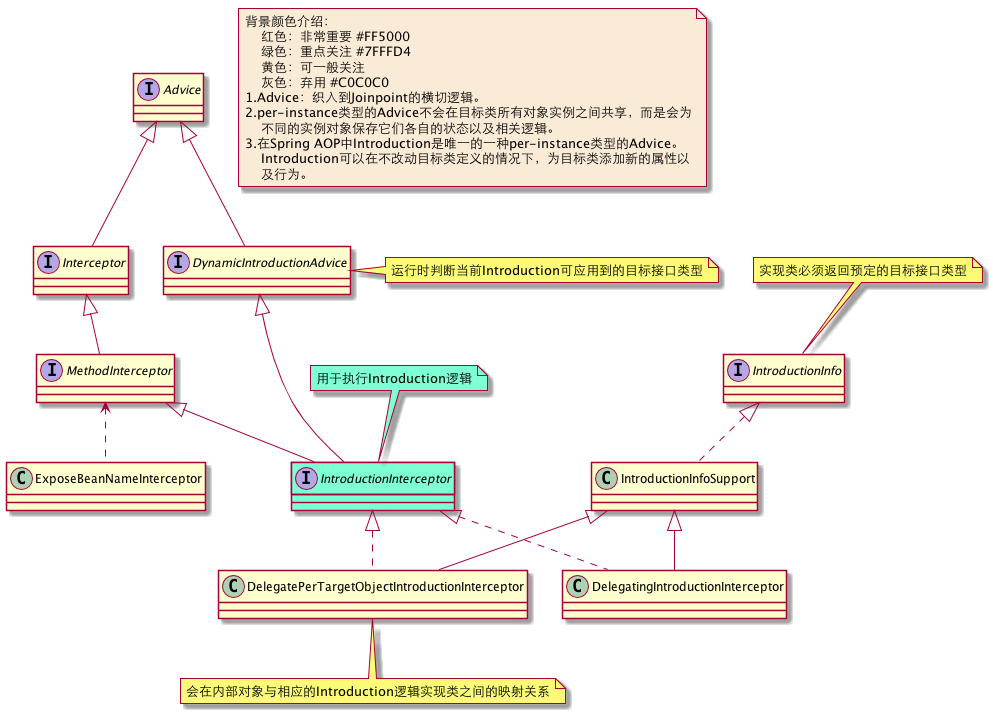 背景颜色介绍：
红色：非常重要 #FF5000
绿色：重点关注 #7FFFD4
黄色：可一般关注
灰色：弃用 #C0C0C0
1.Advice：织入到Joinpoint的横切逻辑。
2.per-instance类型的Advice不会在目标类所有对象实例之间共享，而是会为
不同的实例对象保存它们各自的状态以及相关逻辑。
3.在Spring AOP中Introduction是唯一的一种per-instance类型的Advice。
Introduction可以在不改动目标类定义的情况下，为目标类添加新的属性以
及行为。
I Advice
I Interceptor
I DynamicIntroductionAdvice
运行时判断当前Introduction可应用到的目标接口类型
实现类必须返回预定的目标接口类型
I MethodInterceptor
用于执行Introduction逻辑
I IntroductionInfo
C ExposeBeanNameInterceptor
I IntroductionInterceptor
C IntroductionInfoSupport
C DelegatePerTargetObjectIntroductionInterceptor
C DelegatingIntroductionInterceptor
会在内部对象与相应的Introduction逻辑实现类之间的映射关系